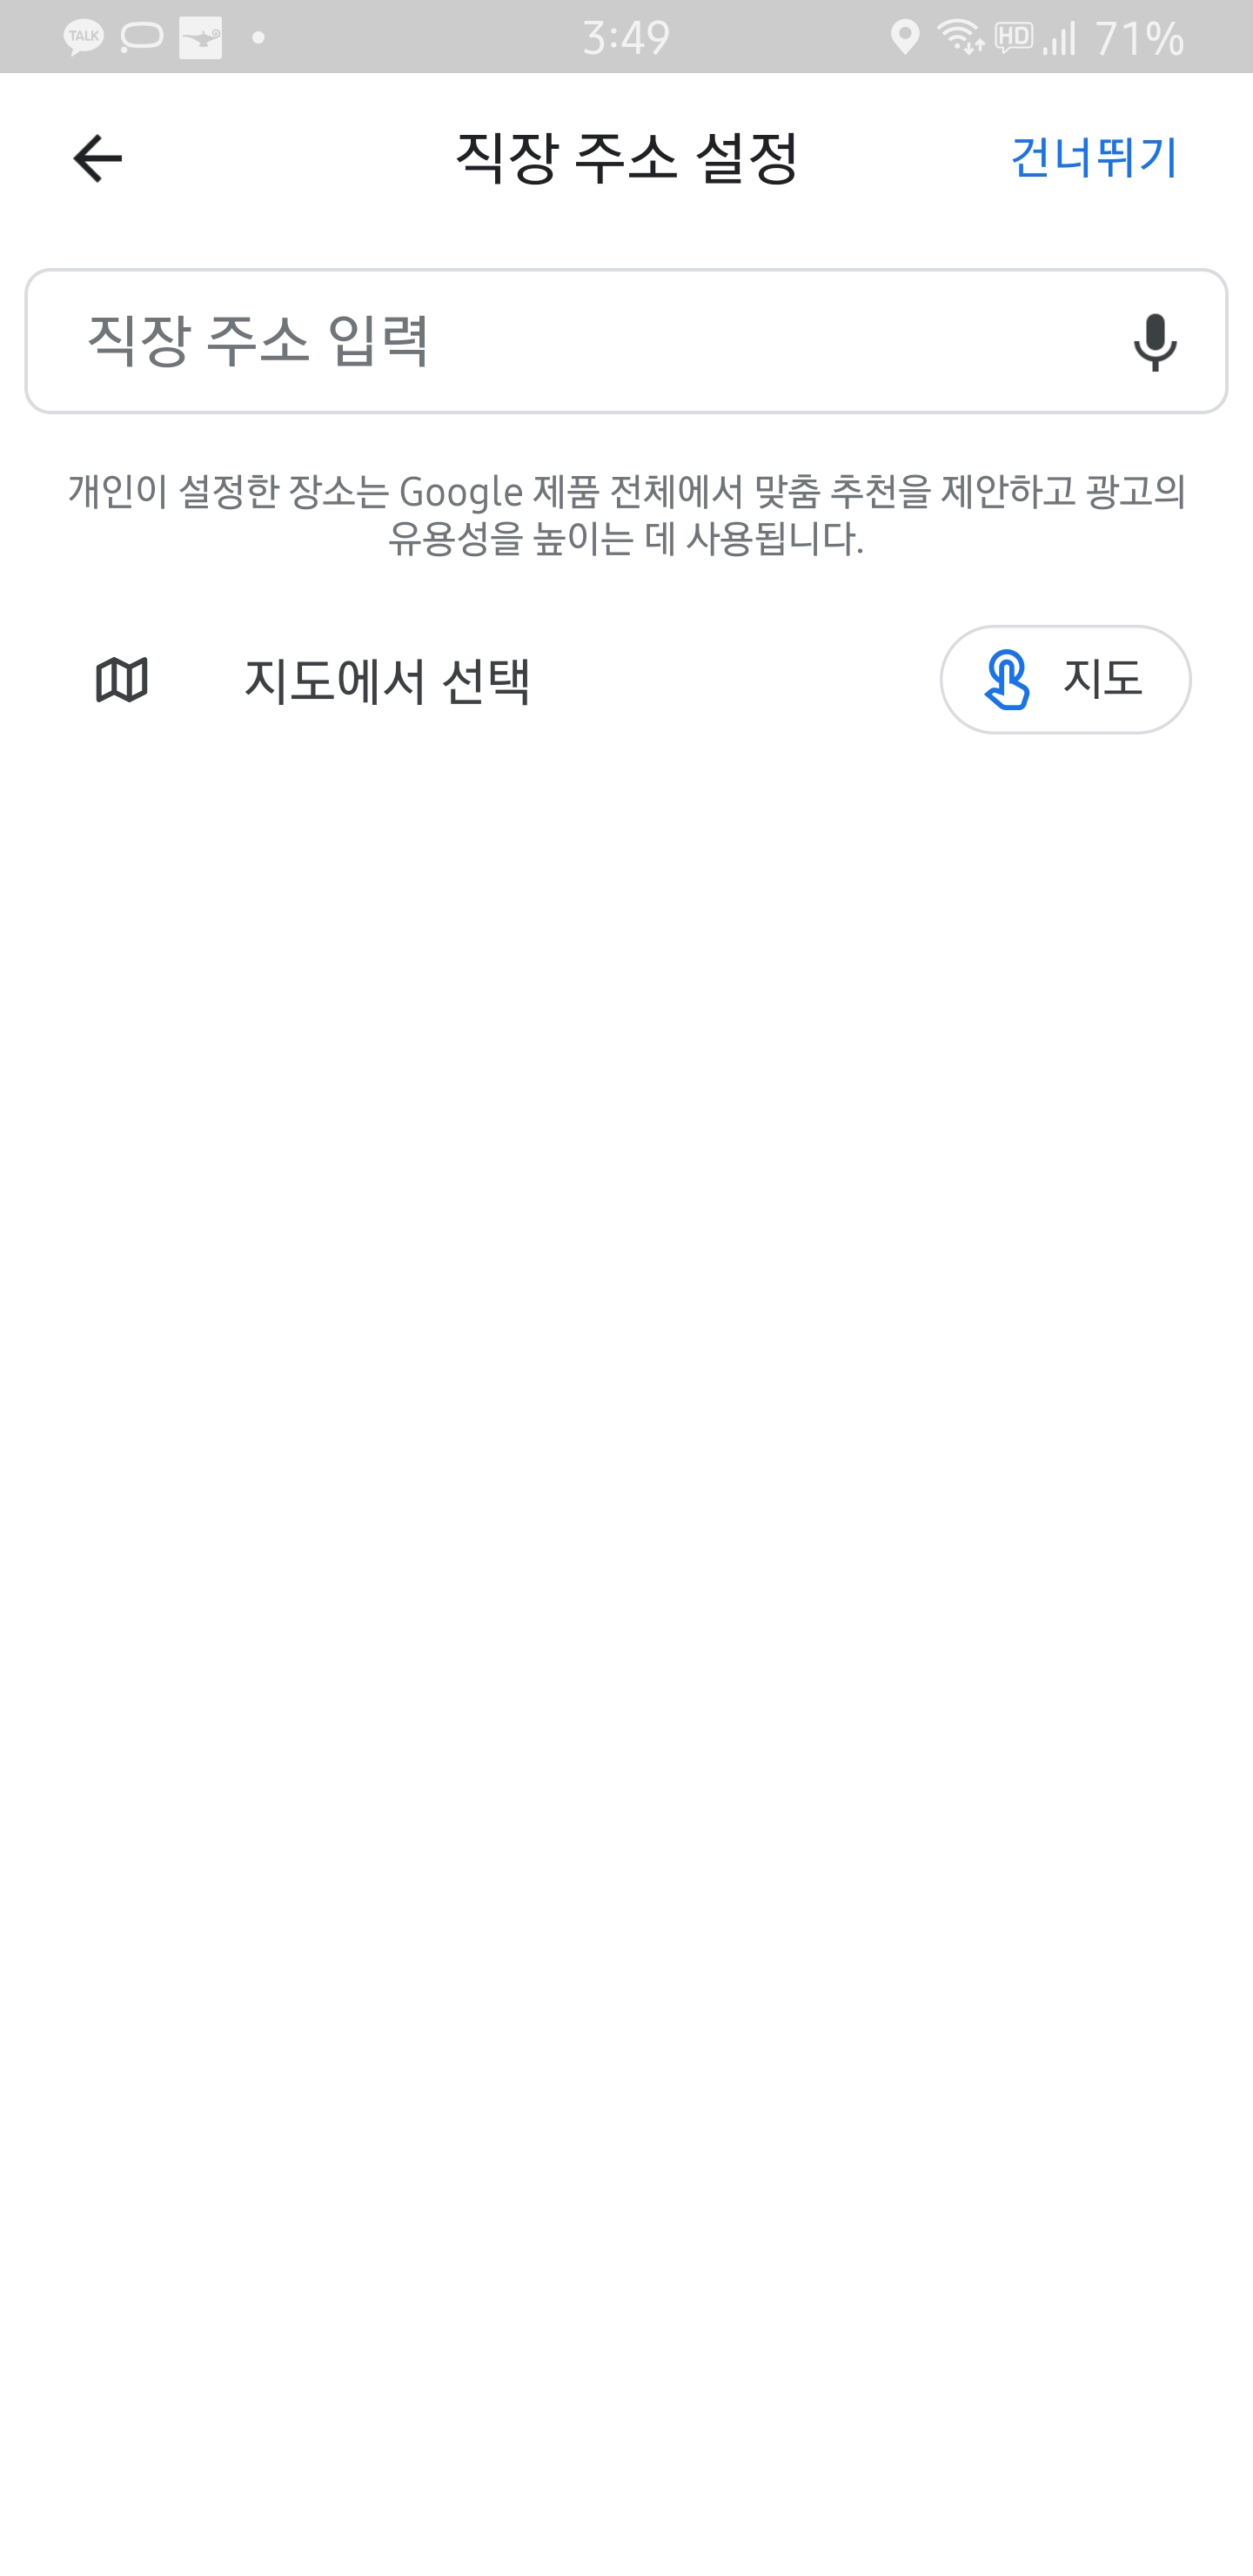 TALK 3:49 HD 71%
직장 주소 설정 건너뛰기
직장 주소 입력
개인이 설정한 장소는 Google 제품 전체에서 맞춤 추천을 제안하고 광고의
유용성을 높이는 데 사용됩니다.
지도에서 선택 지도